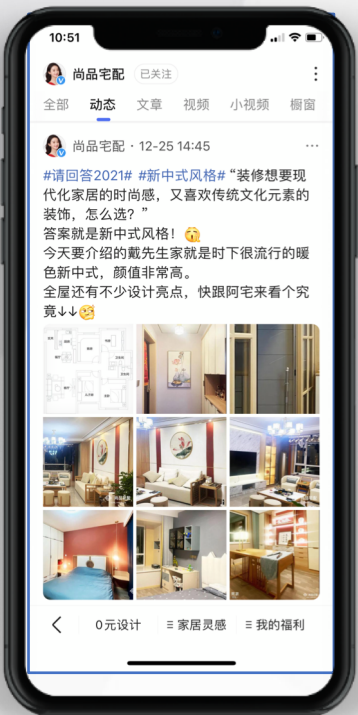 10:51
尚品宅配 已关注
全部 动态 文章 视频 小视频 橱窗
尚品宅配 · 12-25 14:45
#请回答2021# #新中式风格# “装修想要现
代化家居的时尚感，又喜欢传统文化元素的
装饰，怎么选？”
答案就是新中式风格！
今天要介绍的戴先生家就是时下很流行的暖
色新中式，颜值非常高。
全屋还有不少设计亮点，快跟阿宅来看个究
竟↓↓
0元设计 家居灵感 我的福利